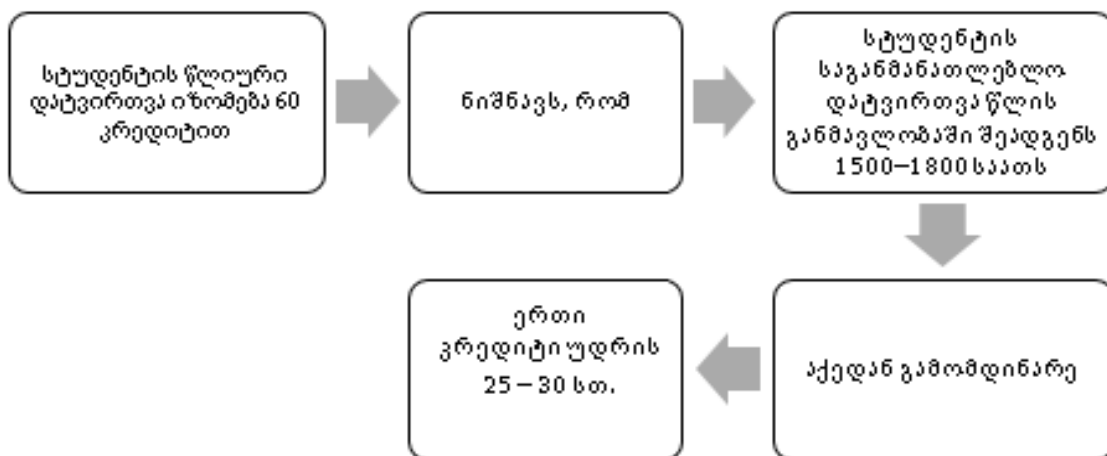 სტუდენტის წლიური
დატვირთვა იზომება 60
კრედიტით
ნიშნავს, რომ
სტუდენტის
საგანმანათლებლო
დატვირთვა წლის
განმავლობაში შეადგენს
1500–1800 საათს
აქედან გამომდინარე
ერთი
კრედიტი უდრის
25 – 30 სთ.